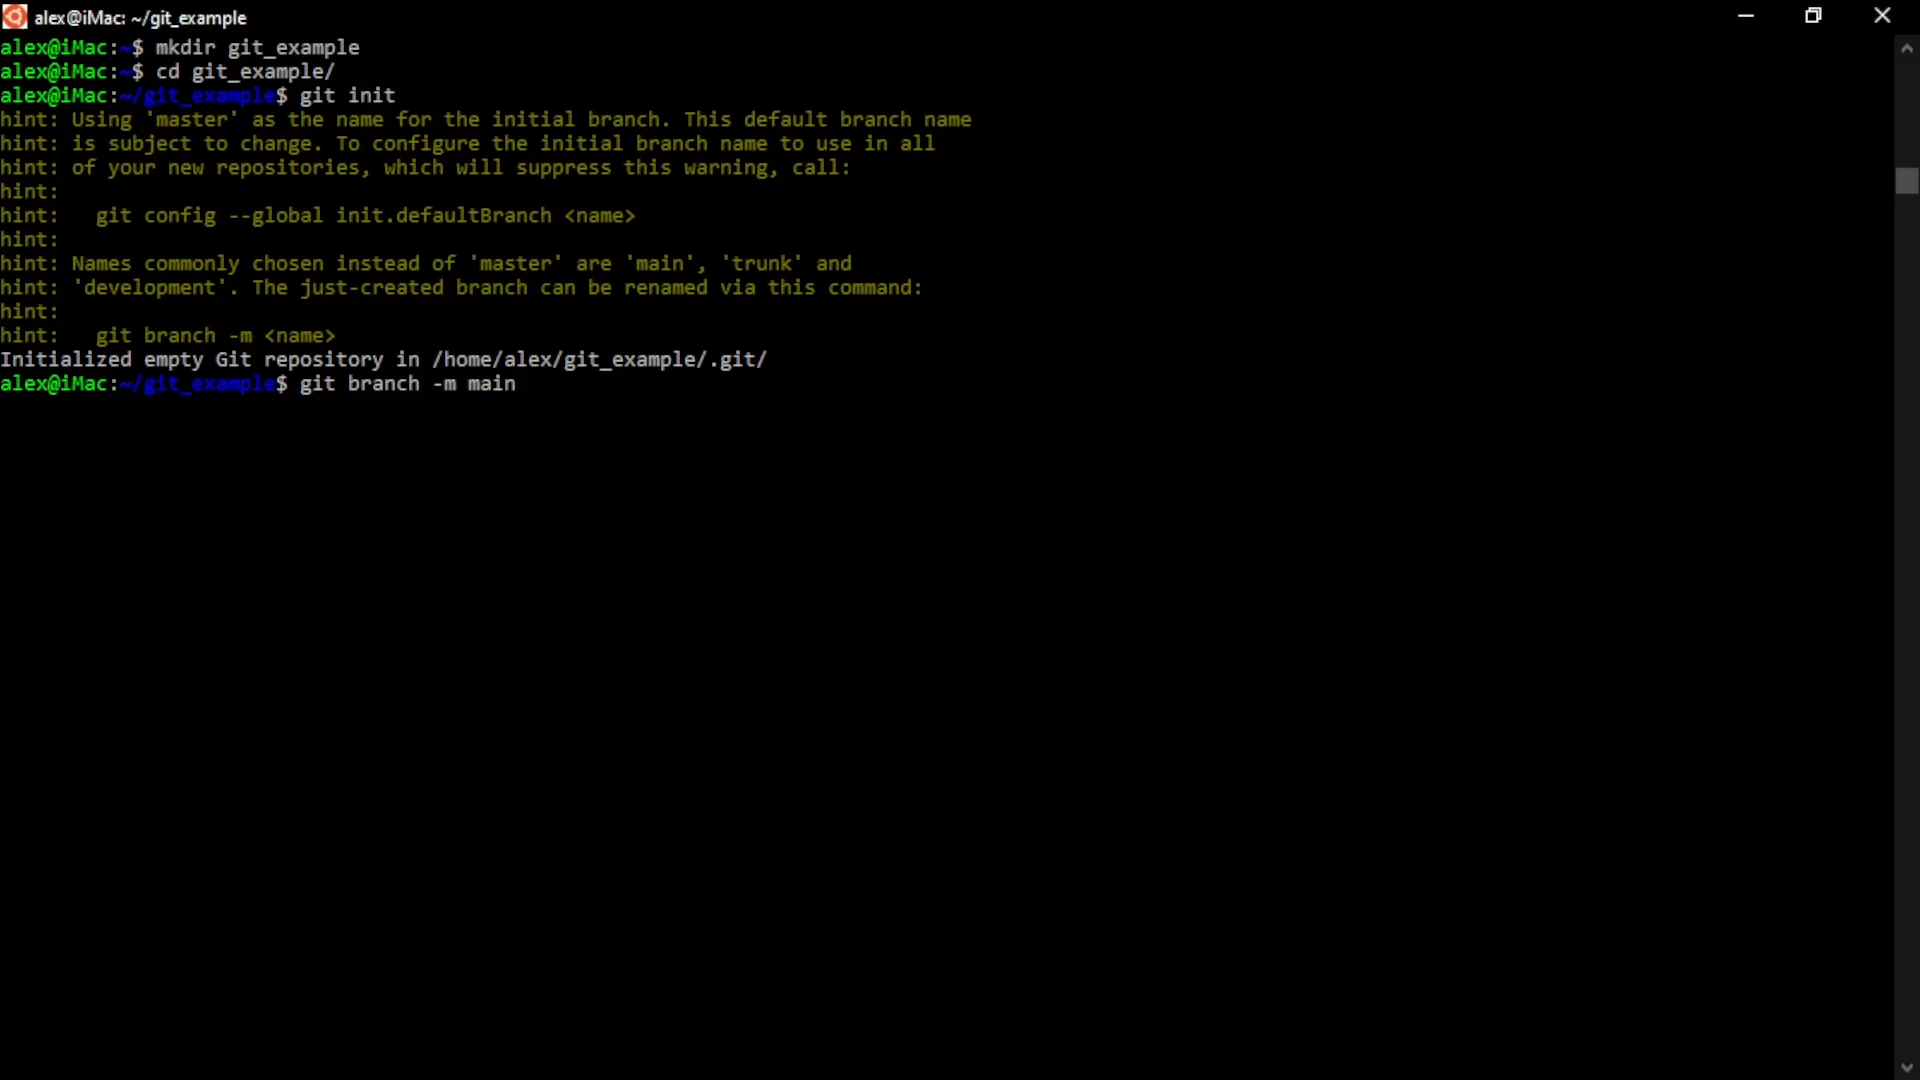 alex@iMac: ~/git_example
alex@iMac:~$ mkdir git_example
alex@iMac:~$ cd git_example/
alex@iMac:~/git_example$ git init
hint: Using 'master' as the name for the initial branch. This default branch name
hint: is subject to change. To configure the initial branch name to use in all
hint: of your new repositories, which will suppress this warning, call:
hint:
hint:   git config --global init.defaultBranch <name>
hint:
hint: Names commonly chosen instead of 'master' are 'main', 'trunk' and
hint: 'development'. The just-created branch can be renamed via this command:
hint:
hint:   git branch -m <name>
Initialized empty Git repository in /home/alex/git_example/.git/
alex@iMac:~/git_example$ git branch -m main